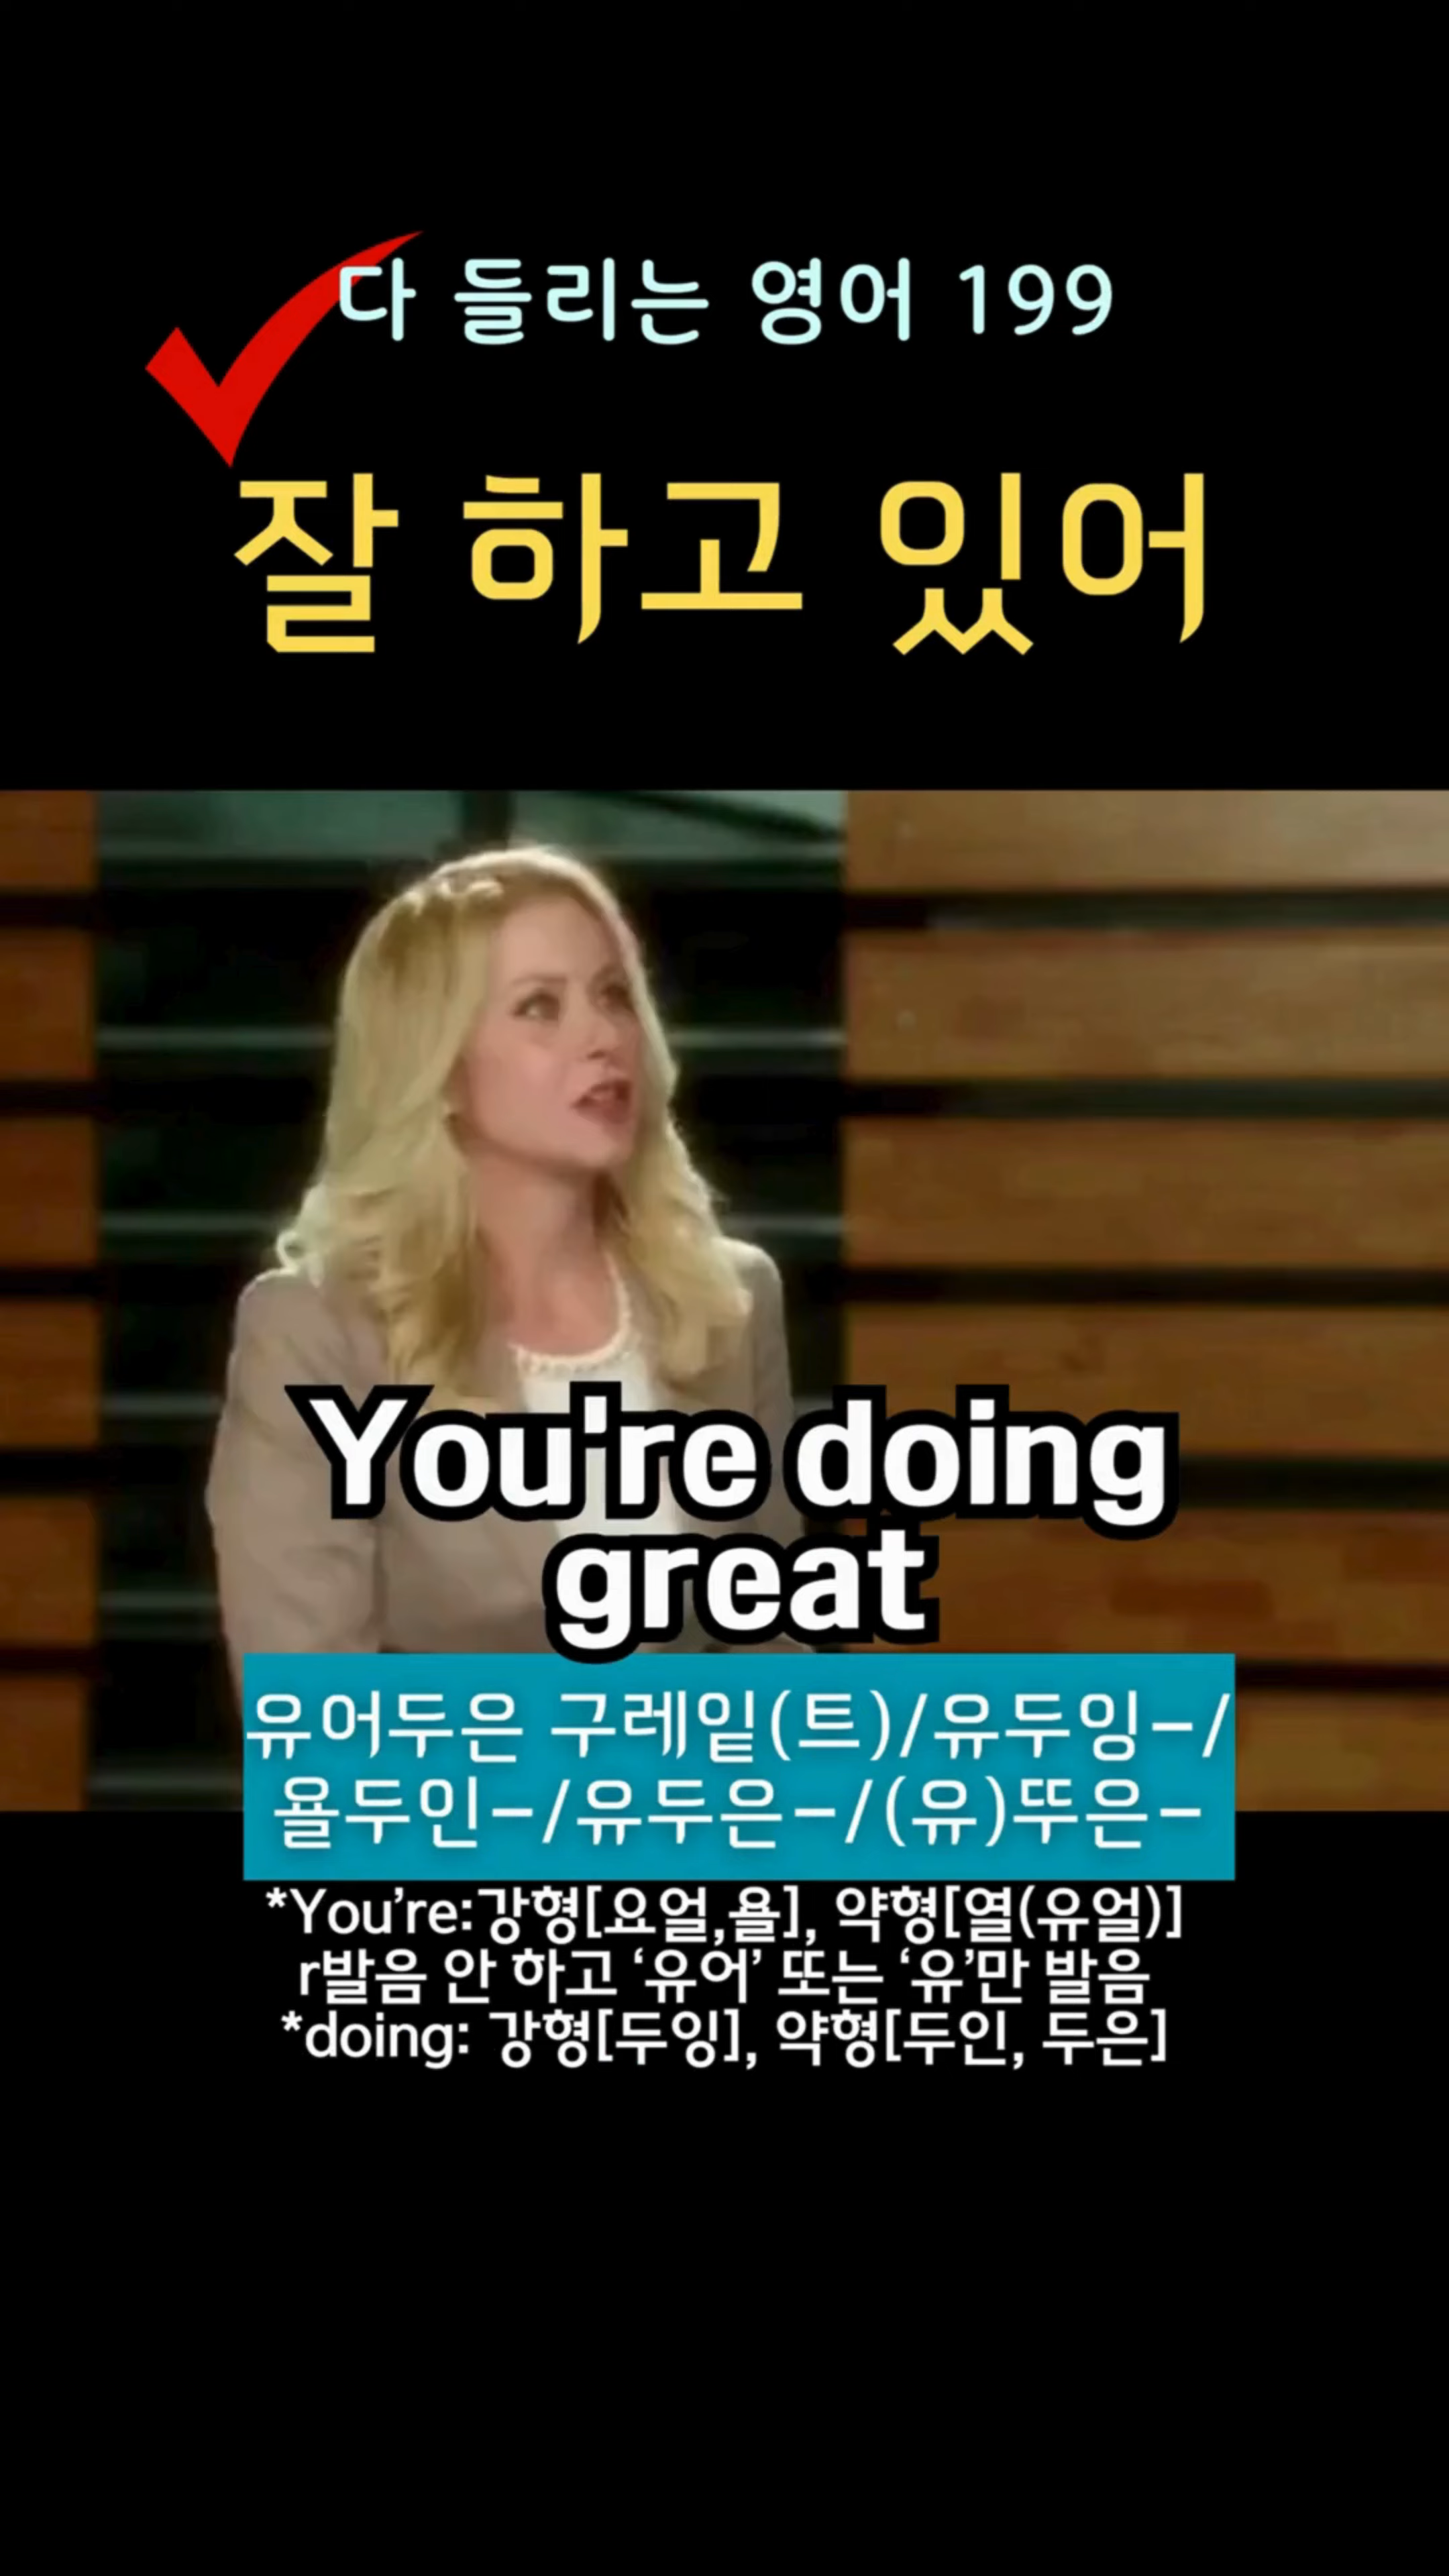 다 들리는 영어 199
잘 하고 있어
You're doing
great
유어두은 구레잍(트)/유두잉-/
욜두인-/유두은-/(유)뚜은-
*You’re:강형[요얼,욜], 약형[열(유얼)]
r발음 안 하고 ‘유어’ 또는 ‘유’만 발음
*doing: 강형[두잉], 약형[두인, 두은]